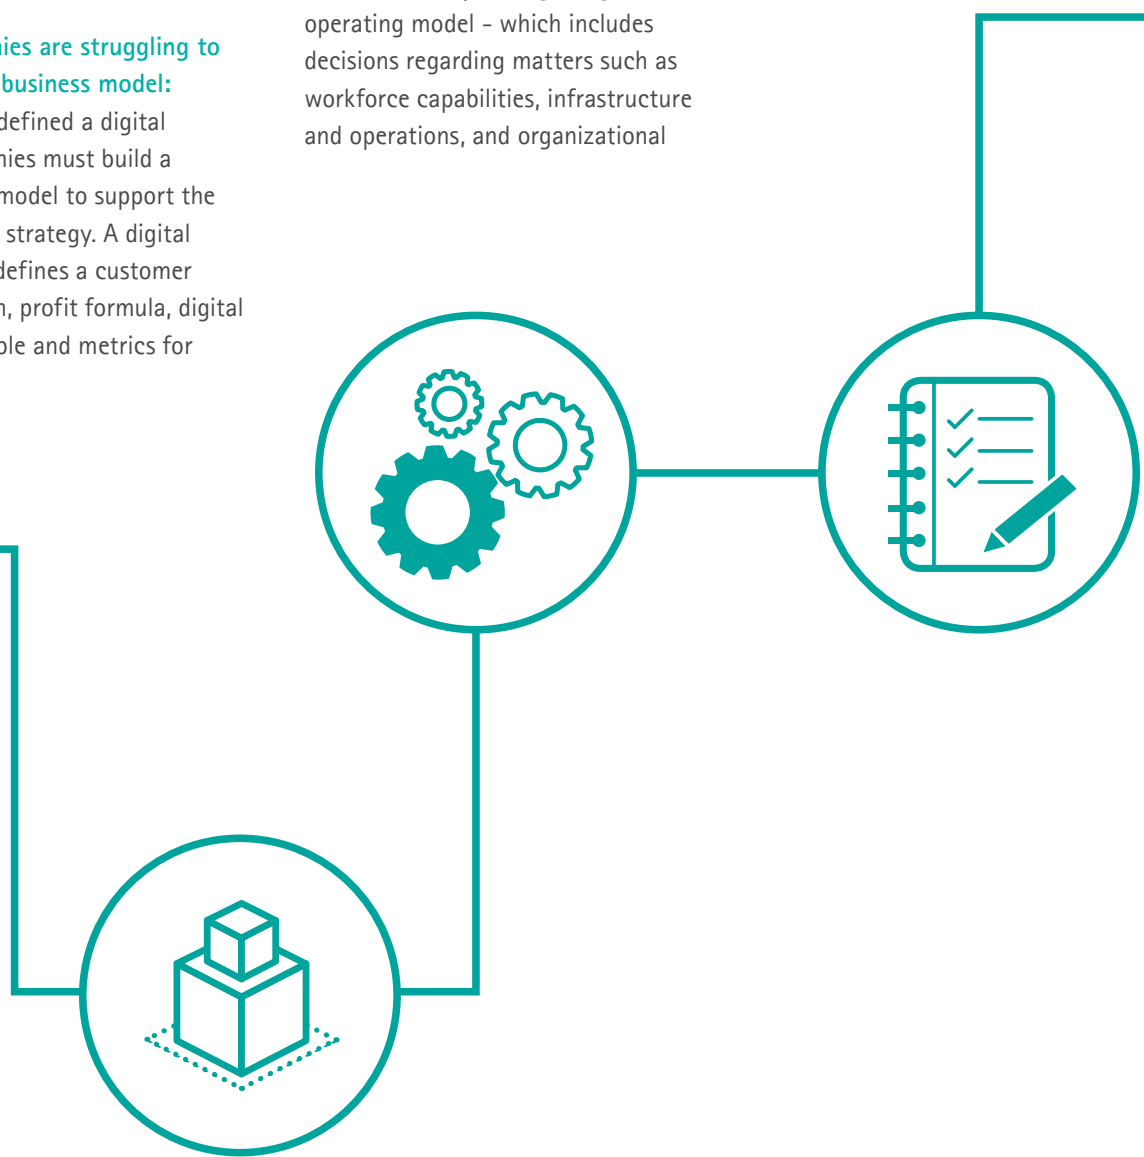 nies are struggling to
business model:
defined a digital
nies must build a
model to support the
strategy. A digital
defines a customer
n, profit formula, digital
ple and metrics for
operating model - which includes
decisions regarding matters such as
workforce capabilities, infrastructure
and operations, and organizational